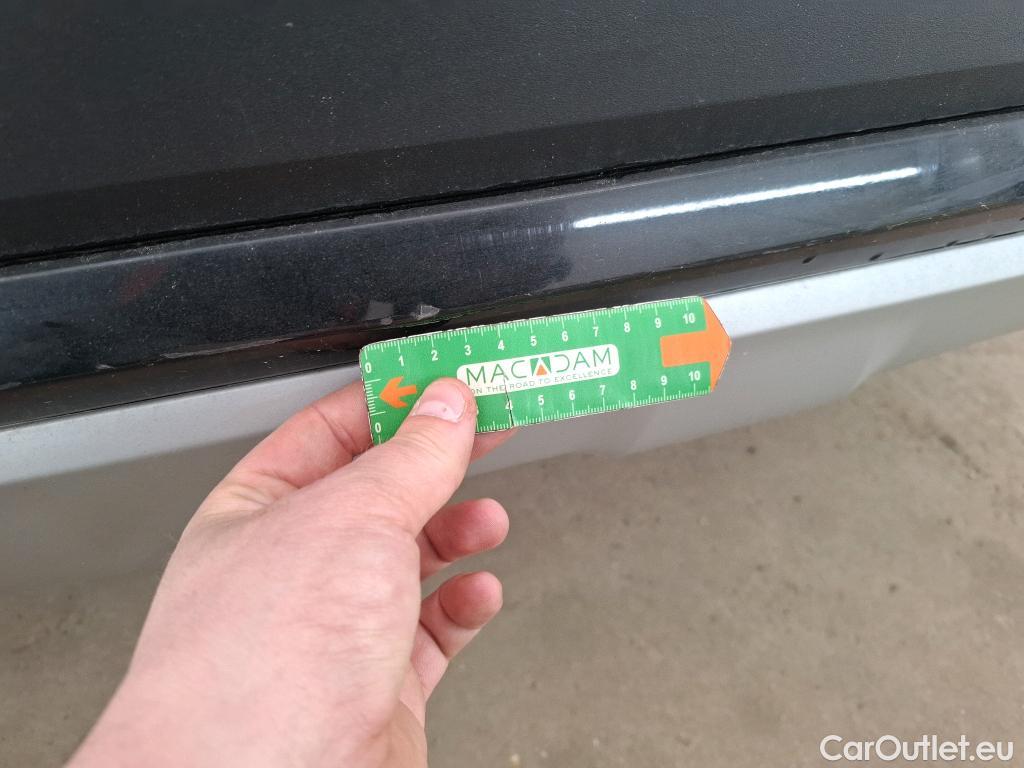 0 1 2 3 4 5 6 7 8 9 10
MACADAM
ON THE ROAD TO EXCELLENCE
0 4 5 6 7 8 9 10
CarOutlet.eu